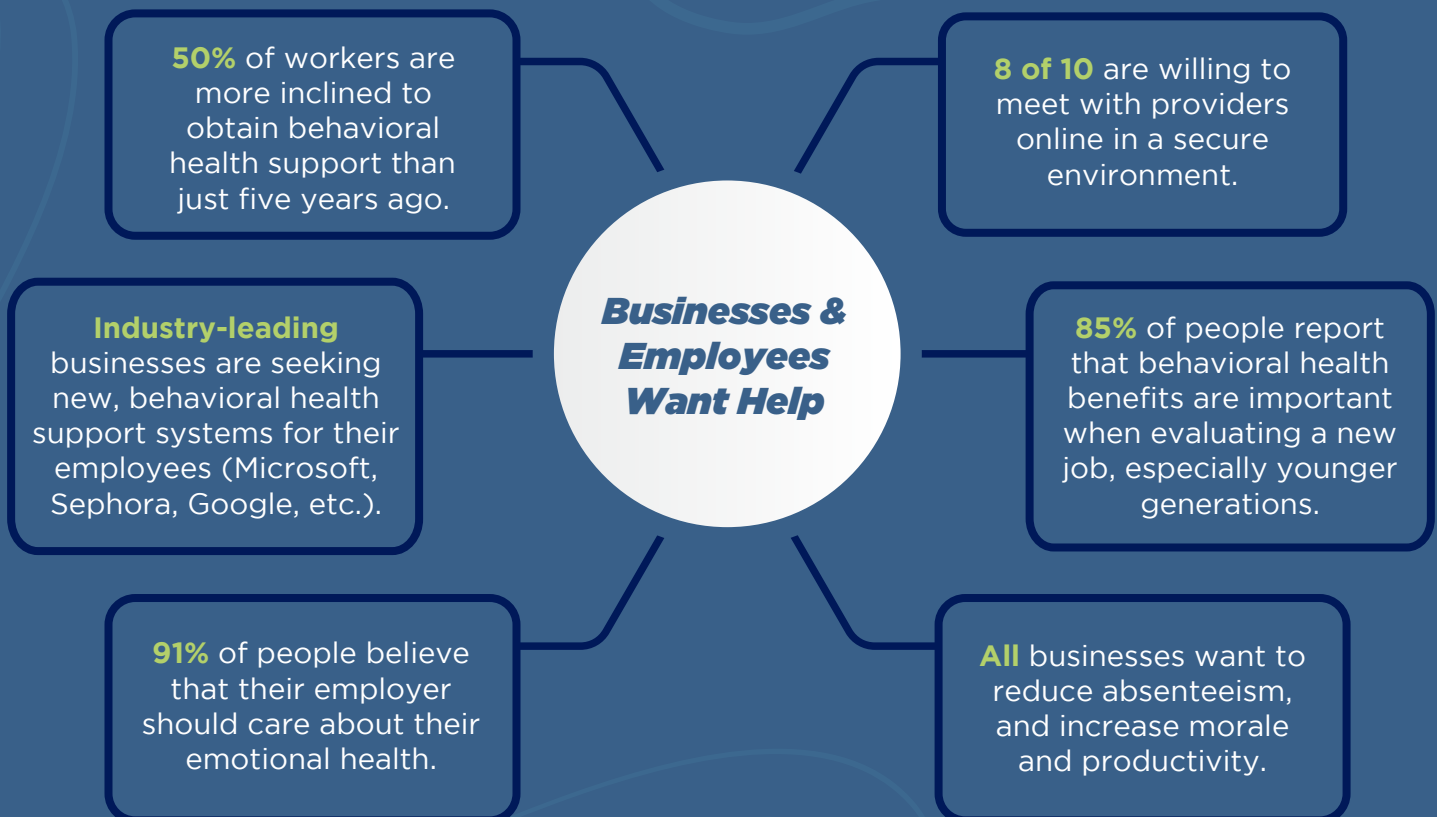 50% of workers are
more inclined to
obtain behavioral
health support than
just five years ago.
8 of 10 are willing to
meet with providers
online in a secure
environment.
Industry-leading
businesses are seeking
new, behavioral health
support systems for their
employees (Microsoft,
Sephora, Google, etc.).
Businesses &
Employees
Want Help
85% of people report
that behavioral health
benefits are important
when evaluating a new
job, especially younger
generations.
91% of people believe
that their employer
should care about their
emotional health.
All businesses want to
reduce absenteeism,
and increase morale
and productivity.